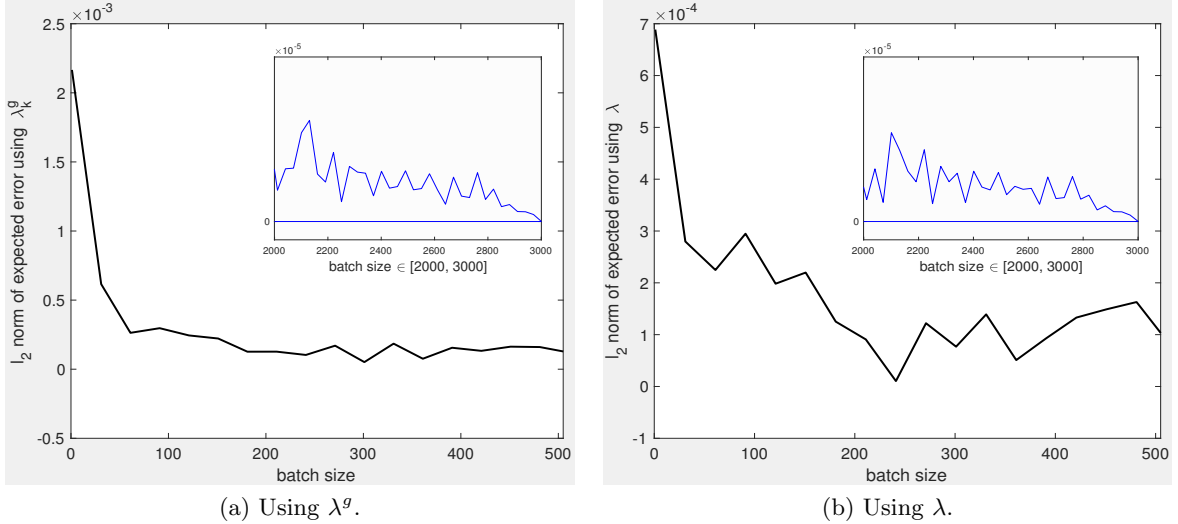 ×10⁻³
2.5
2
1.5
1
0.5
0
-0.5
l₂ norm of expected error using λₖᵍ
0 100 200 300 400 500
batch size
×10⁻⁵
0
2000 2200 2400 2600 2800 3000
batch size ∈ [2000, 3000]
(a) Using λᵍ.
×10⁻⁴
7
6
5
4
3
2
1
0
-1
l₂ norm of expected error using λ
0 100 200 300 400 500
batch size
×10⁻⁵
0
2000 2200 2400 2600 2800 3000
batch size ∈ [2000, 3000]
(b) Using λ.